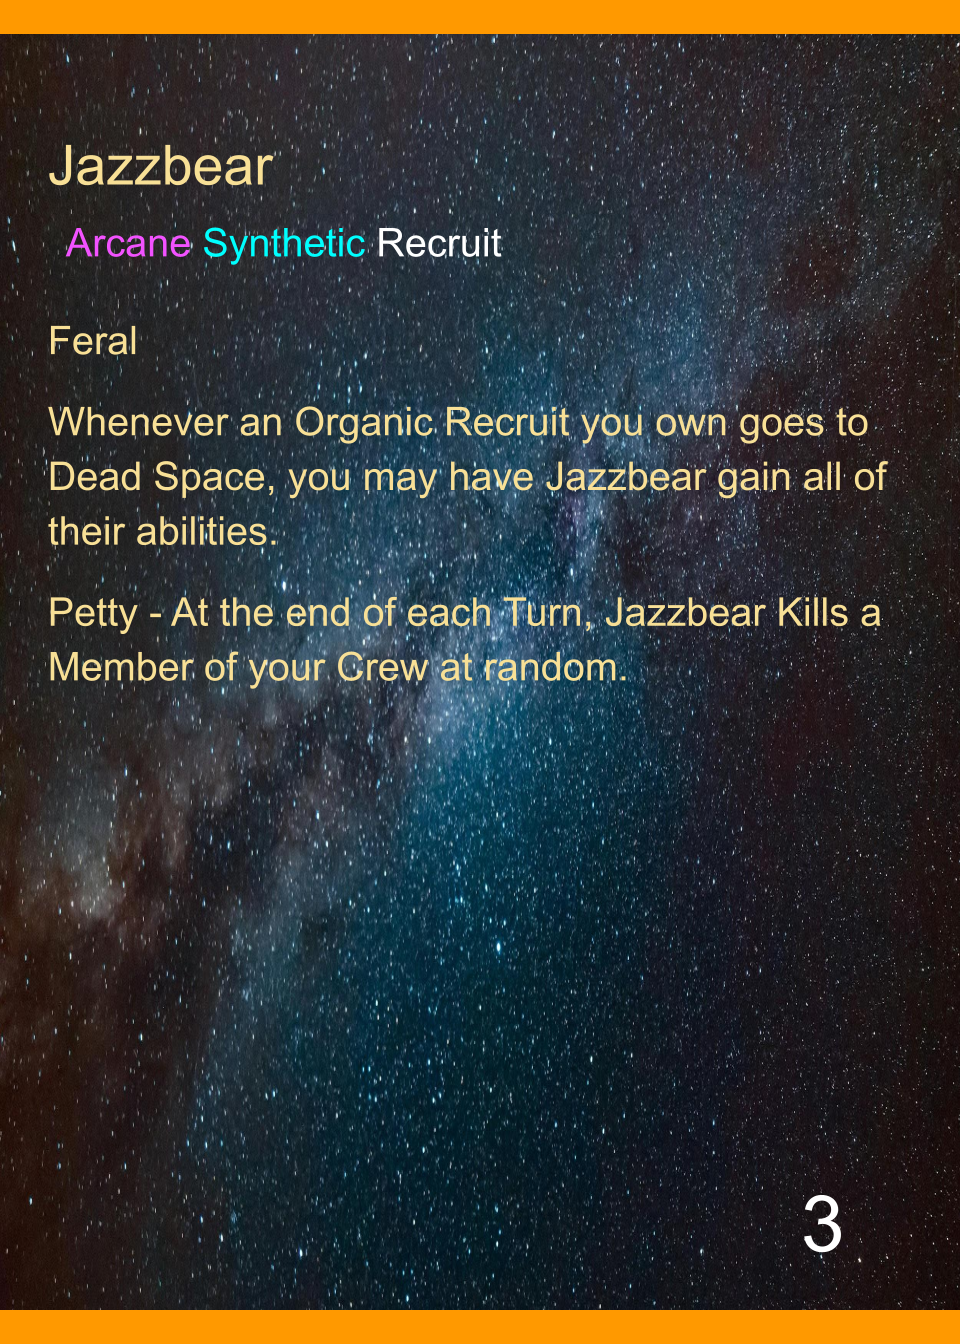 Jazzbear
Arcane Synthetic Recruit
Feral
Whenever an Organic Recruit you own goes to
Dead Space, you may have Jazzbear gain all of
their abilities.
Petty - At the end of each Turn, Jazzbear Kills a
Member of your Crew at random.
3